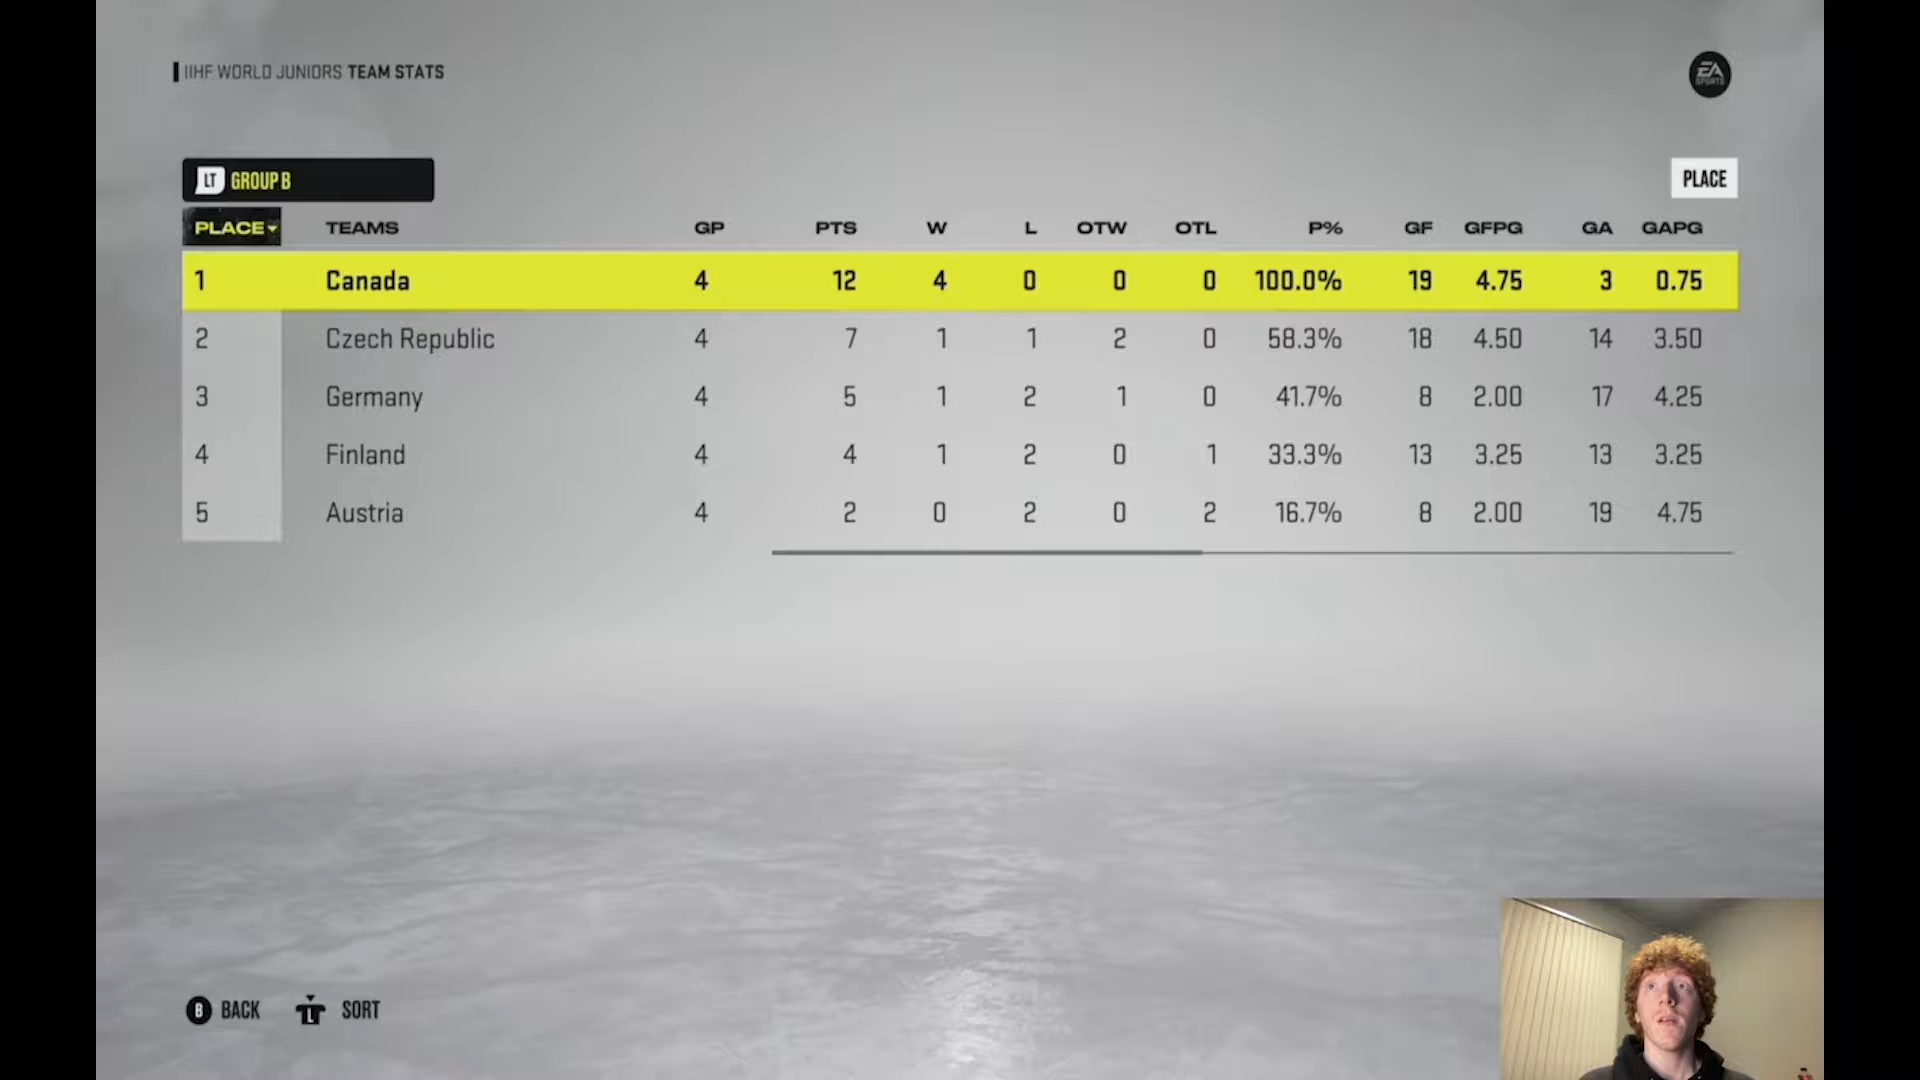 IIHF WORLD JUNIORS TEAM STATS
EA SPORTS
LT GROUP B
PLACE
PLACE TEAMS GP PTS W L OTW OTL P% GF GFPG GA GAPG
1 Canada 4 12 4 0 0 0 100.0% 19 4.75 3 0.75
2 Czech Republic 4 7 1 1 2 0 58.3% 18 4.50 14 3.50
3 Germany 4 5 1 2 1 0 41.7% 8 2.00 17 4.25
4 Finland 4 4 1 2 0 1 33.3% 13 3.25 13 3.25
5 Austria 4 2 0 2 0 2 16.7% 8 2.00 19 4.75
B BACK L SORT